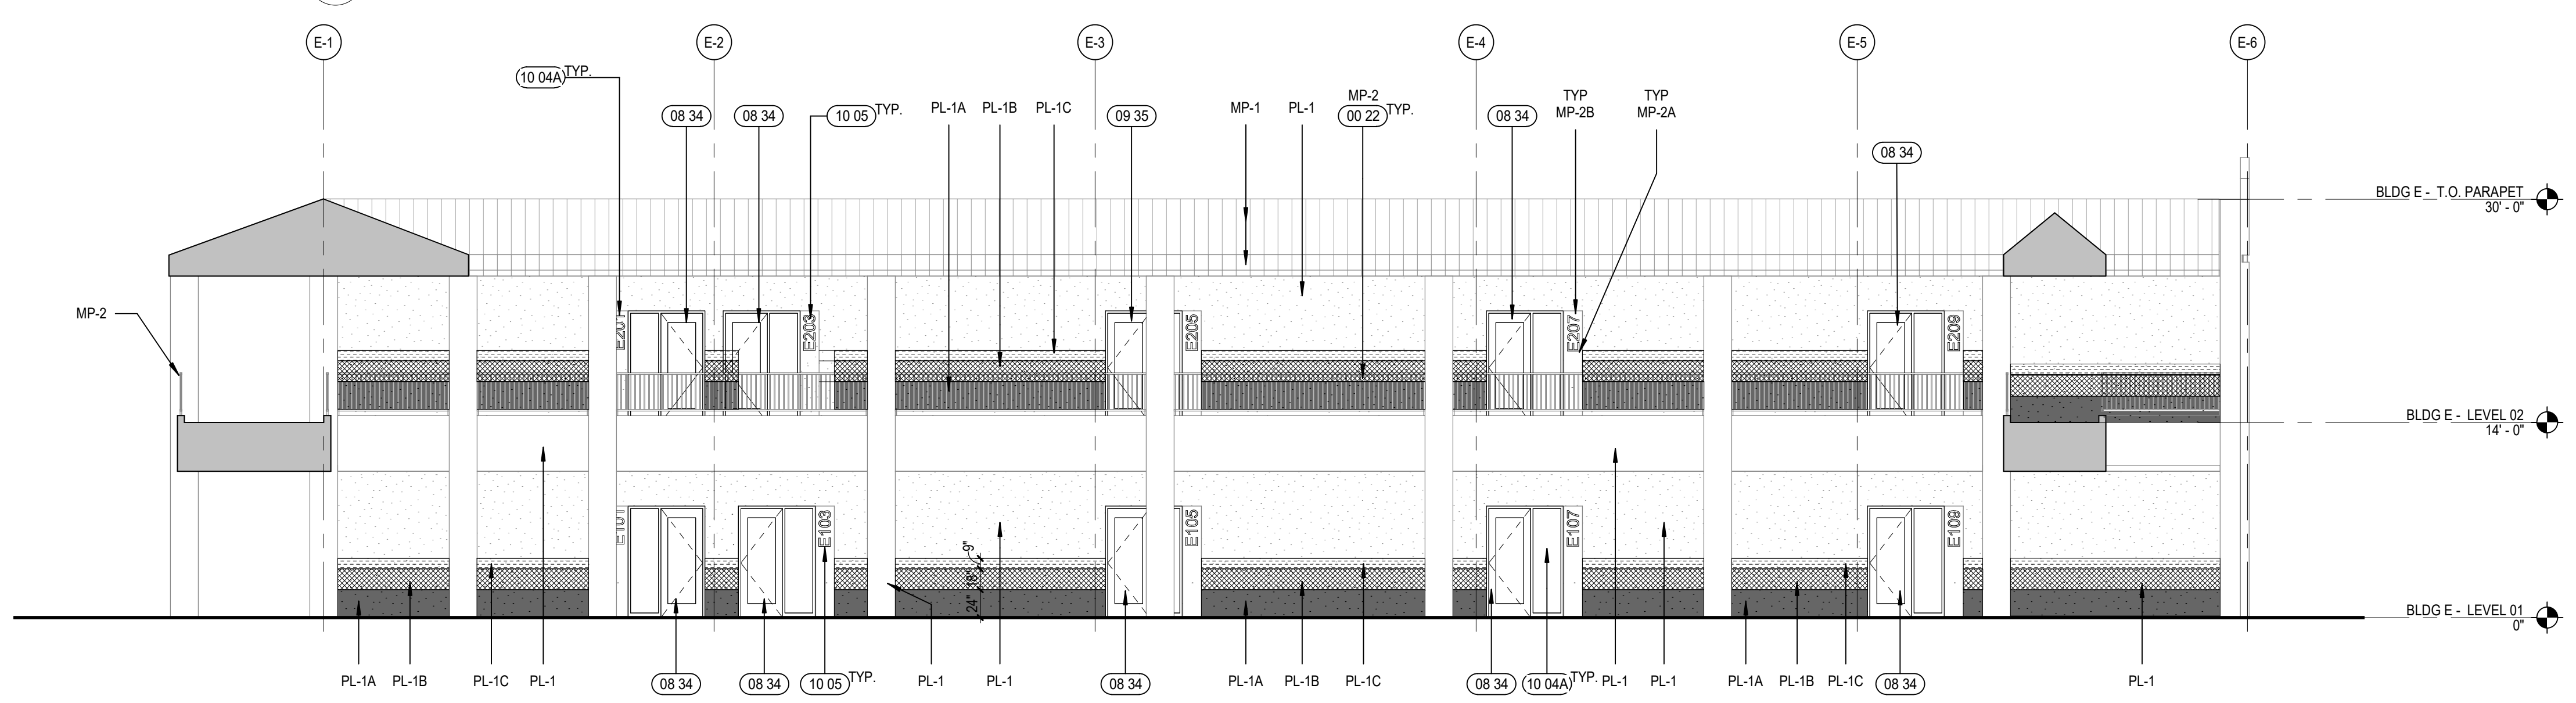 E-1
E-2
E-3
E-4
E-5
E-6
10 04A TYP.
08 34
08 34
10 05 TYP.
PL-1A
PL-1B
PL-1C
09 35
MP-1
PL-1
MP-2
00 22 TYP.
08 34
TYP
MP-2B
TYP
MP-2A
08 34
BLDG E - T.O. PARAPET
30' - 0"
MP-2
E201
E203
E205
E207
E209
BLDG E - LEVEL 02
14' - 0"
E101
E103
E105
E107
E109
9"
18"
24"
BLDG E - LEVEL 01
0"
PL-1A
PL-1B
PL-1C
PL-1
08 34
08 34
10 05 TYP.
PL-1
PL-1
08 34
PL-1A
PL-1B
PL-1C
08 34
10 04A TYP.
PL-1
PL-1
PL-1A
PL-1B
PL-1C
08 34
PL-1